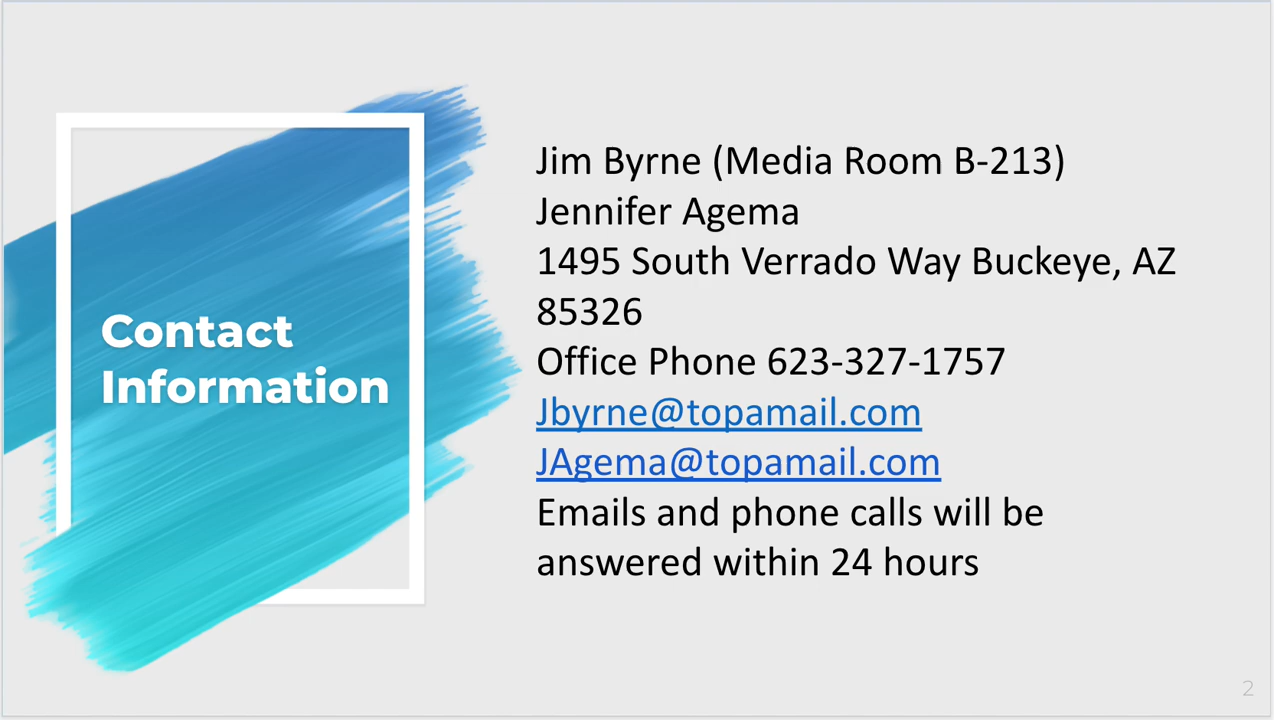 Contact
Information
Jim Byrne (Media Room B-213)
Jennifer Agema
1495 South Verrado Way Buckeye, AZ
85326
Office Phone 623-327-1757
Jbyrne@topamail.com
JAgema@topamail.com
Emails and phone calls will be
answered within 24 hours
2